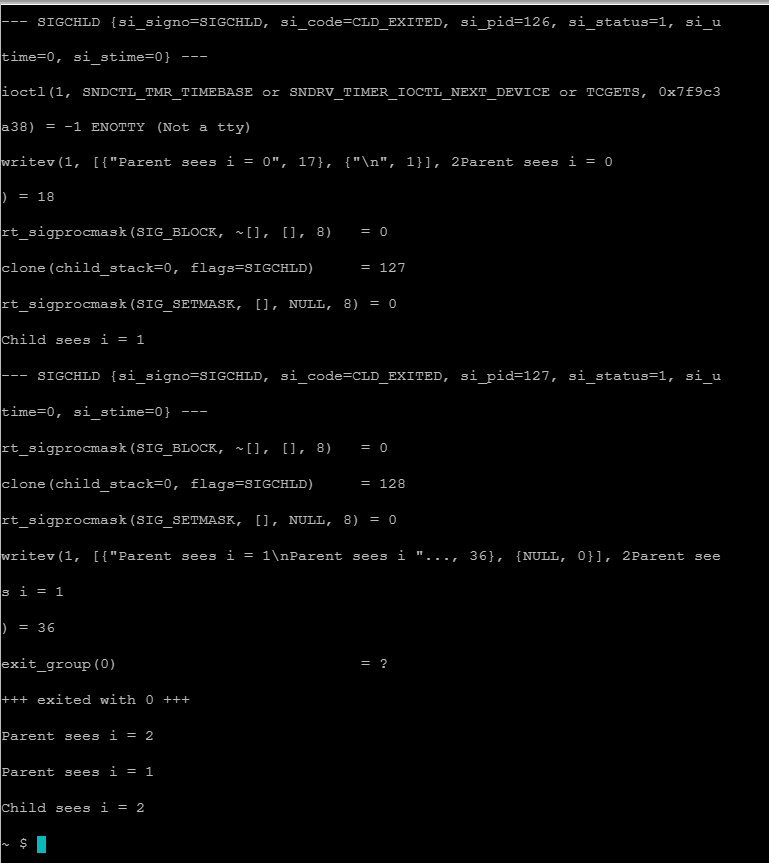 --- SIGCHLD {si_signo=SIGCHLD, si_code=CLD_EXITED, si_pid=126, si_status=1, si_u
time=0, si_stime=0} ---
ioctl(1, SNDCTL_TMR_TIMEBASE or SNDRV_TIMER_IOCTL_NEXT_DEVICE or TCGETS, 0x7f9c3
a38) = -1 ENOTTY (Not a tty)
writev(1, [{"Parent sees i = 0", 17}, {"\n", 1}], 2Parent sees i = 0
) = 18
rt_sigprocmask(SIG_BLOCK, ~[], [], 8)   = 0
clone(child_stack=0, flags=SIGCHLD)     = 127
rt_sigprocmask(SIG_SETMASK, [], NULL, 8) = 0
Child sees i = 1
--- SIGCHLD {si_signo=SIGCHLD, si_code=CLD_EXITED, si_pid=127, si_status=1, si_u
time=0, si_stime=0} ---
rt_sigprocmask(SIG_BLOCK, ~[], [], 8)   = 0
clone(child_stack=0, flags=SIGCHLD)     = 128
rt_sigprocmask(SIG_SETMASK, [], NULL, 8) = 0
writev(1, [{"Parent sees i = 1\nParent sees i "..., 36}, {NULL, 0}], 2Parent see
s i = 1
) = 36
exit_group(0)                           = ?
+++ exited with 0 +++
Parent sees i = 2
Parent sees i = 1
Child sees i = 2
~ $